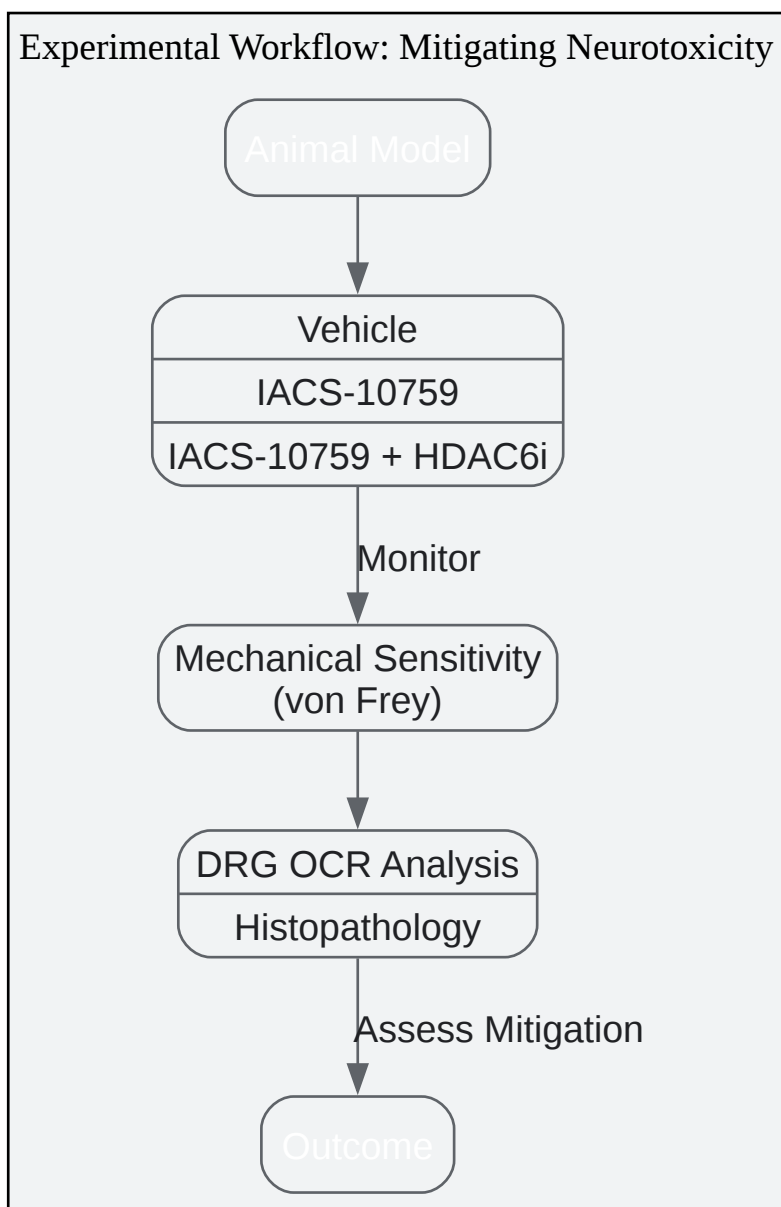 Experimental Workflow: Mitigating Neurotoxicity
Animal Model
Vehicle
IACS-10759
IACS-10759 + HDAC6i
Monitor
Mechanical Sensitivity
(von Frey)
DRG OCR Analysis
Histopathology
Assess Mitigation
Outcome